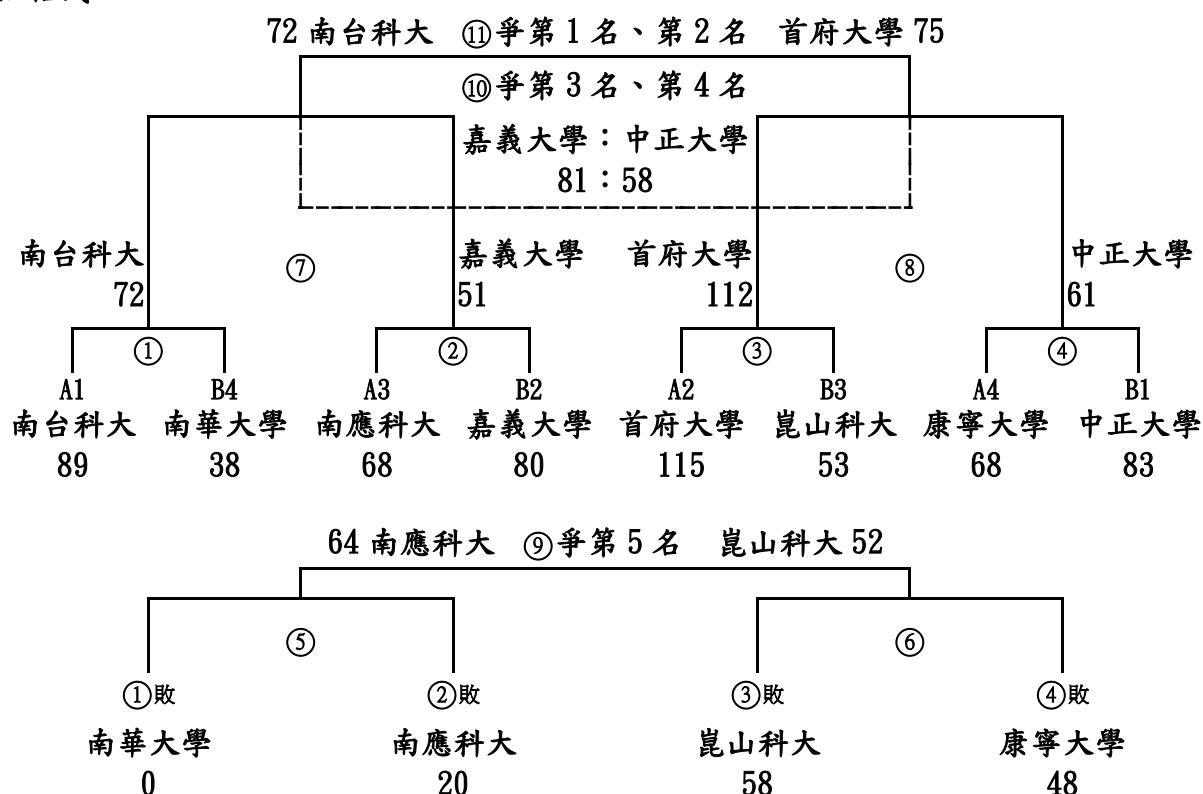 72 南台科大 ⑪爭第 1 名、第 2 名 首府大學 75
⑩爭第 3 名、第 4 名
嘉義大學：中正大學
81：58
南台科大 ⑦ 嘉義大學 首府大學 ⑧ 中正大學
72 51 112 61
① ② ③ ④
A1 B4 A3 B2 A2 B3 A4 B1
南台科大 南華大學 南應科大 嘉義大學 首府大學 崑山科大 康寧大學 中正大學
89 38 68 80 115 53 68 83
64 南應科大 ⑨爭第 5 名 崑山科大 52
⑤ ⑥
①敗 ②敗 ③敗 ④敗
南華大學 南應科大 崑山科大 康寧大學
0 20 58 48